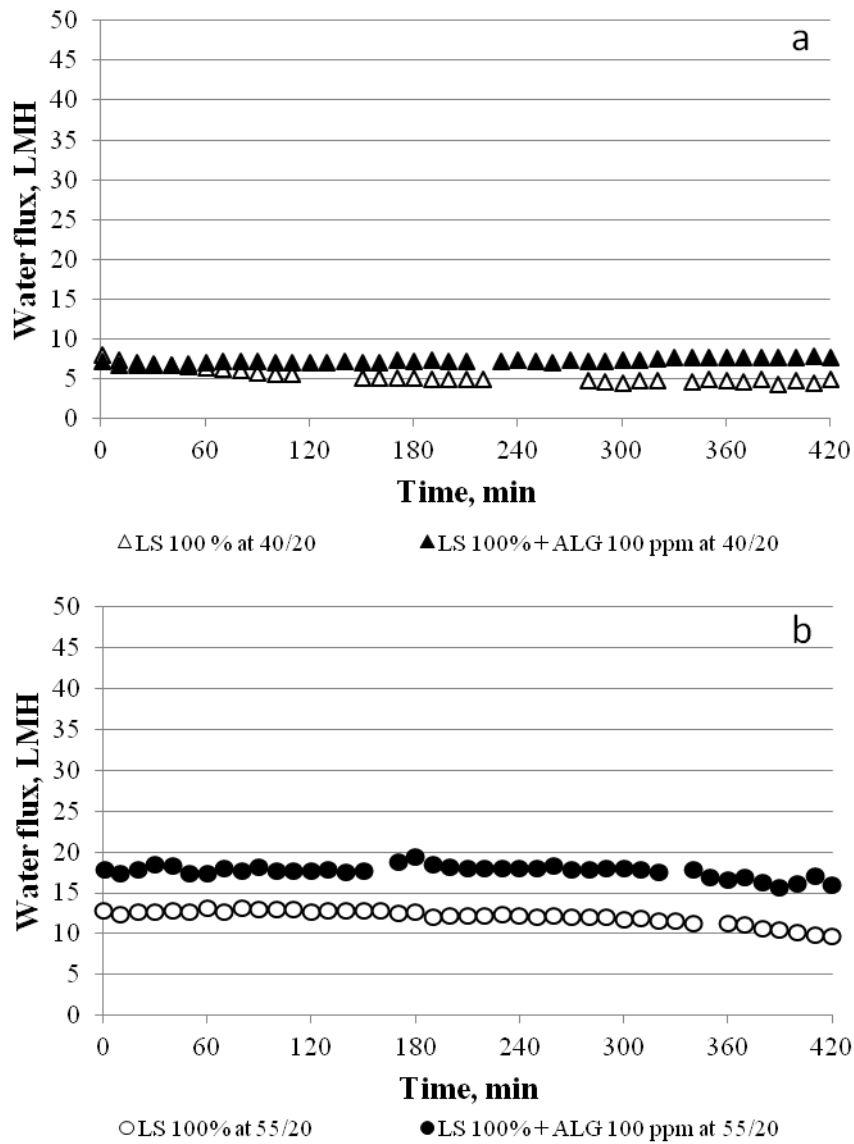 a
50
45
40
35
30
25
20
15
10
5
0
Water flux, LMH
0 60 120 180 240 300 360 420
Time, min
△LS 100 % at 40/20 ▲LS 100%+ALG 100 ppm at 40/20
b
50
45
40
35
30
25
20
15
10
5
0
Water flux, LMH
0 60 120 180 240 300 360 420
Time, min
○LS 100% at 55/20 ●LS 100%+ALG 100 ppm at 55/20